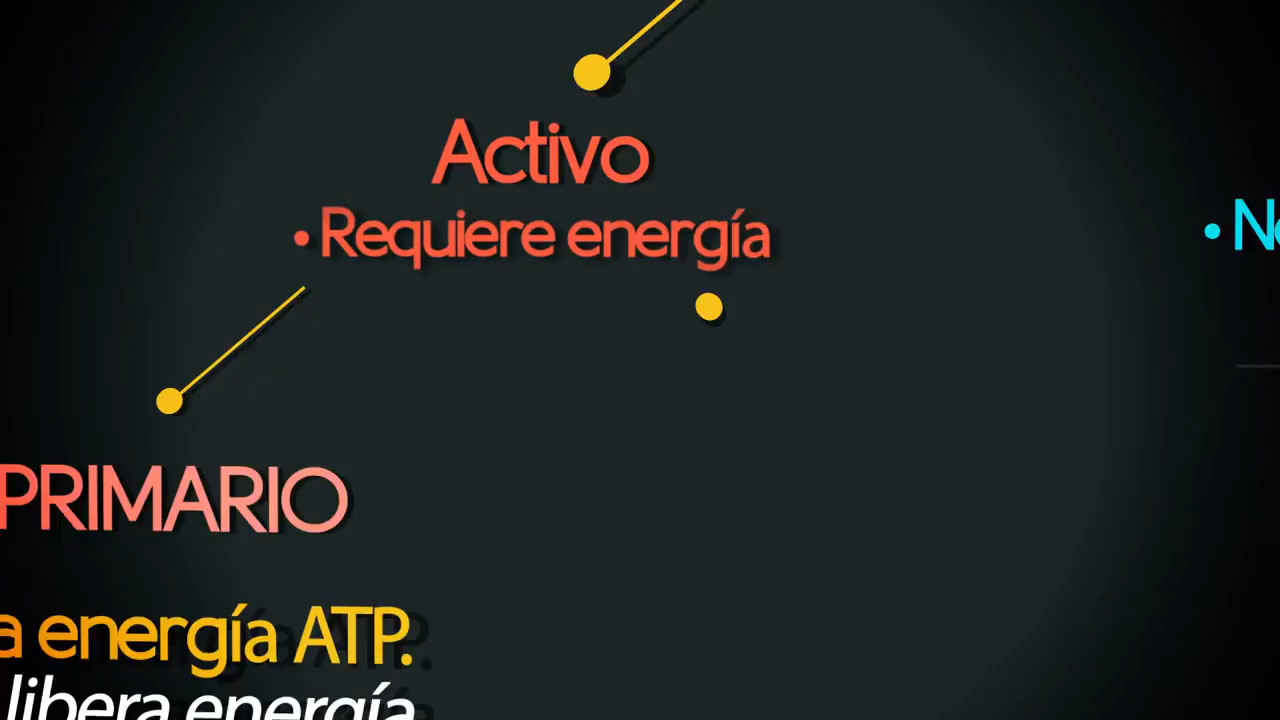 Activo
• Requiere energía
PRIMARIO
energía ATP.
libera energía